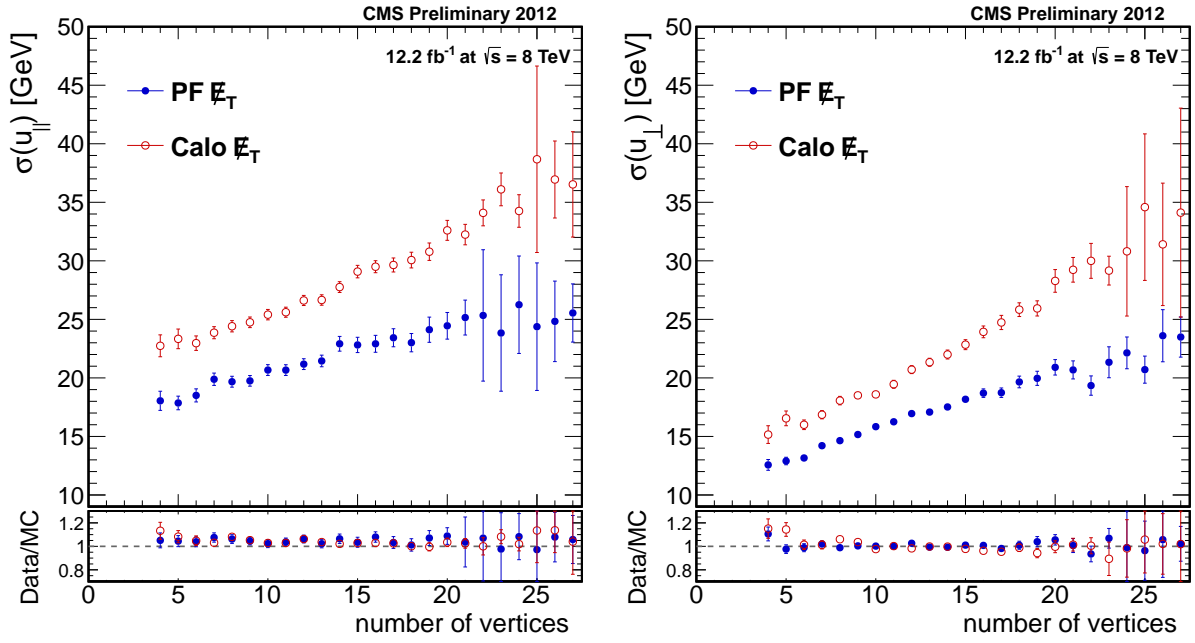 CMS Preliminary 2012
12.2 fb⁻¹ at √s = 8 TeV
σ(u∥) [GeV]
PF E̸_T
Calo E̸_T
50
45
40
35
30
25
20
15
10
Data/MC
1.2
1
0.8
0 5 10 15 20 25
number of vertices
CMS Preliminary 2012
12.2 fb⁻¹ at √s = 8 TeV
σ(u⊥) [GeV]
PF E̸_T
Calo E̸_T
50
45
40
35
30
25
20
15
10
Data/MC
1.2
1
0.8
0 5 10 15 20 25
number of vertices